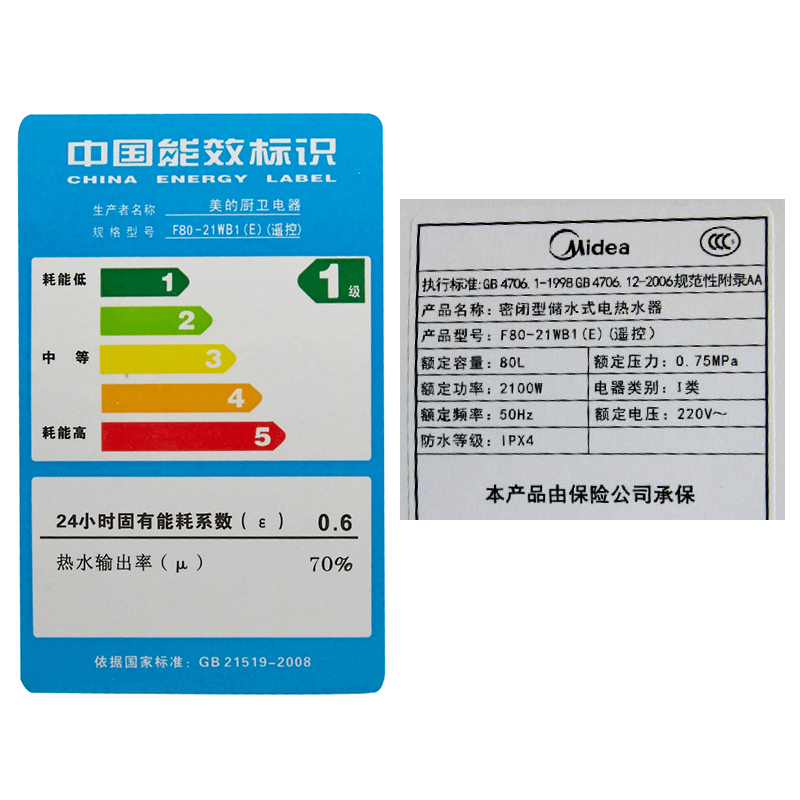 中国能效标识
CHINA ENERGY LABEL
生产者名称 美的厨卫电器
规格型号 F80-21WB1(E)(遥控)
耗能低
1
1级
2
中 等
3
4
耗能高
5
24小时固有能耗系数(ε) 0.6
热水输出率(μ) 70%
依据国家标准：GB 21519-2008
Midea
CCC S
执行标准:GB 4706.1-1998 GB 4706.12-2006规范性附录AA
产品名称: 密闭型储水式电热水器
产品型号: F80-21WB1(E)(遥控)
额定容量: 80L 额定压力: 0.75MPa
额定功率: 2100W 电器类别: I类
额定频率: 50Hz 额定电压: 220V～
防水等级: IPX4
本产品由保险公司承保